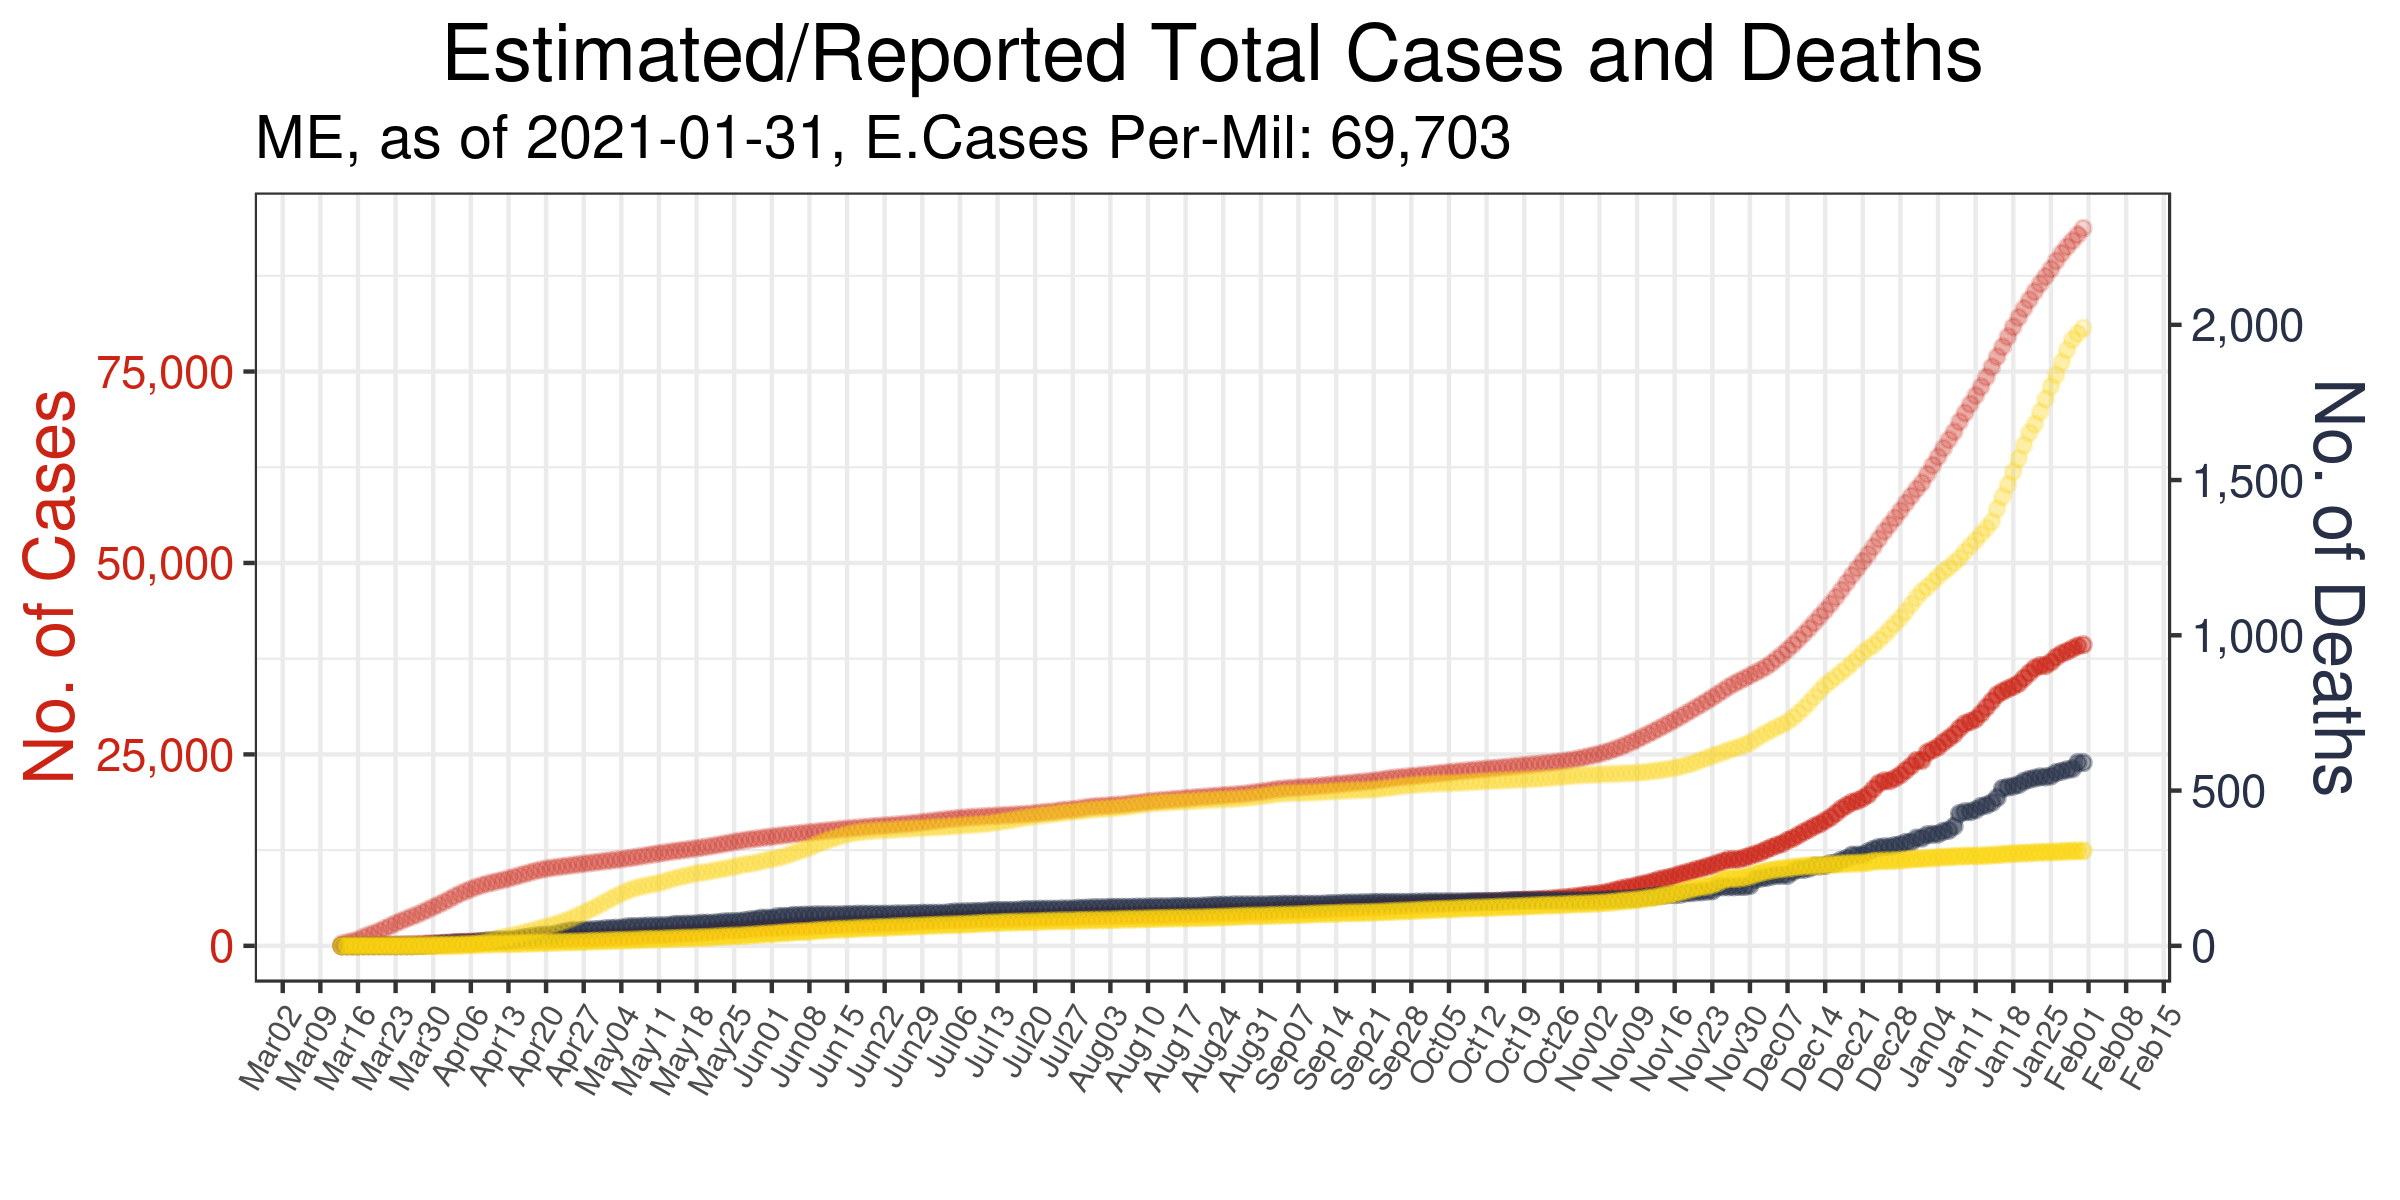 Estimated/Reported Total Cases and Deaths
ME, as of 2021-01-31, E.Cases Per-Mil: 69,703
No. of Cases
75,000
50,000
25,000
0
No. of Deaths
2,000
1,500
1,000
500
0
Mar02 Mar09 Mar16 Mar23 Mar30 Apr06 Apr13 Apr20 Apr27 May04 May11 May18 May25 Jun01 Jun08 Jun15 Jun22 Jun29 Jul06 Jul13 Jul20 Jul27 Aug03 Aug10 Aug17 Aug24 Aug31 Sep07 Sep14 Sep21 Sep28 Oct05 Oct12 Oct19 Oct26 Nov02 Nov09 Nov16 Nov23 Nov30 Dec07 Dec14 Dec21 Dec28 Jan04 Jan11 Jan18 Jan25 Feb01 Feb08 Feb15